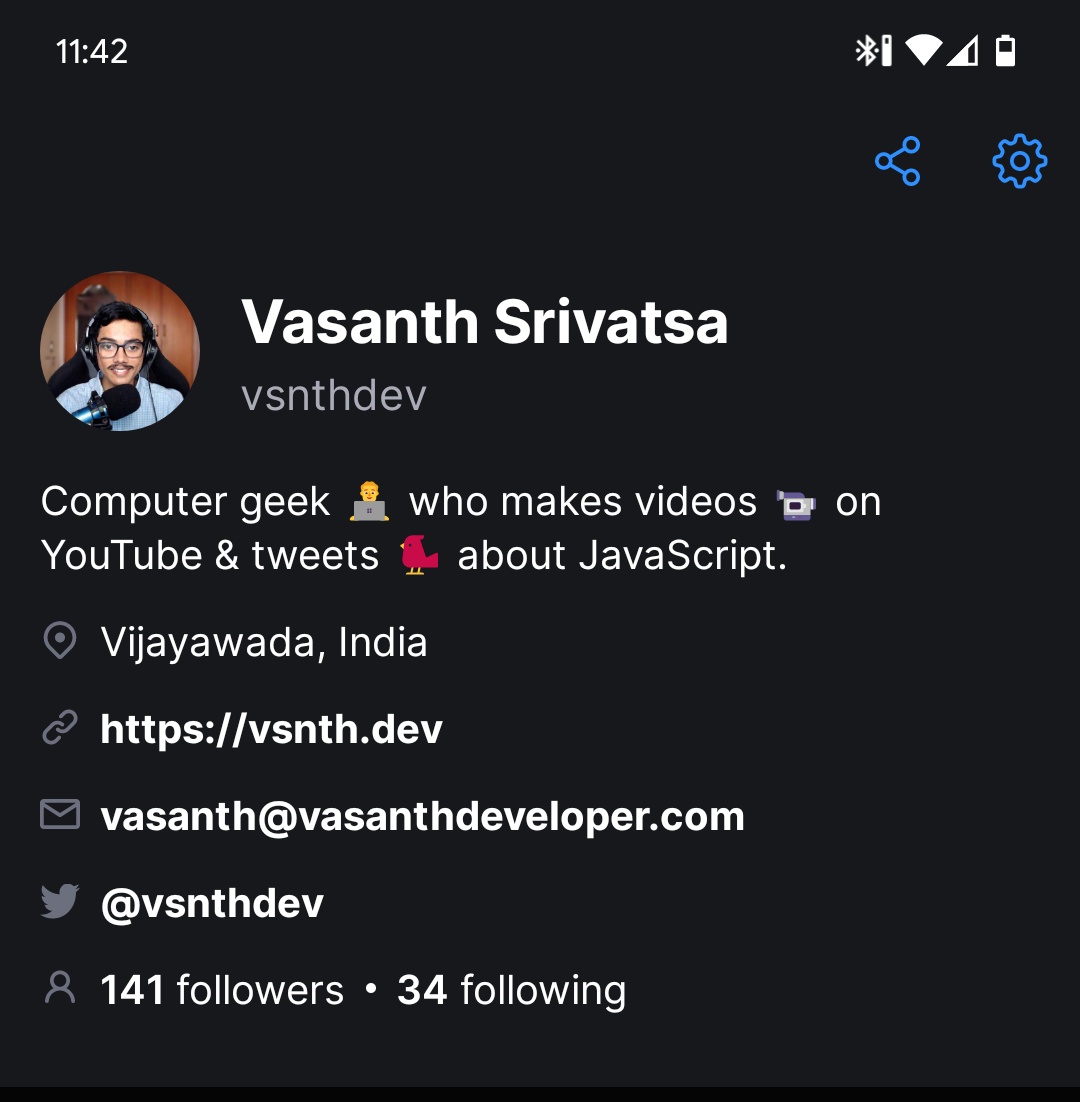 11:42
Vasanth Srivatsa
vsnthdev
Computer geek 👨‍💻 who makes videos 📹 on
YouTube & tweets 🐦 about JavaScript.
Vijayawada, India
https://vsnth.dev
vasanth@vasanthdeveloper.com
@vsnthdev
141 followers • 34 following